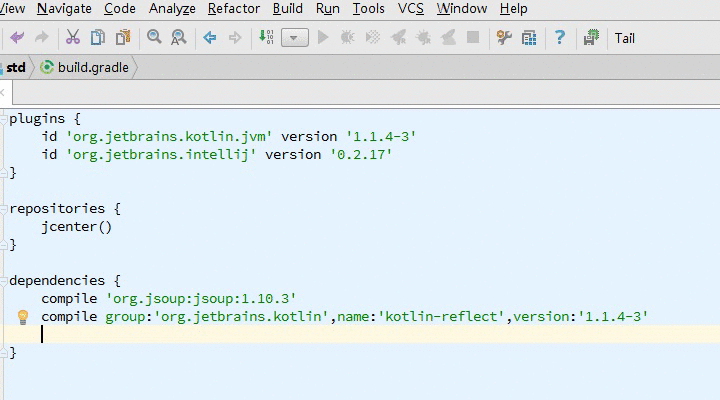 View Navigate Code Analyze Refactor Build Run Tools VCS Window Help
Tail
std build.gradle
plugins {
    id 'org.jetbrains.kotlin.jvm' version '1.1.4-3'
    id 'org.jetbrains.intellij' version '0.2.17'
}
repositories {
    jcenter()
}
dependencies {
    compile 'org.jsoup:jsoup:1.10.3'
    compile group:'org.jetbrains.kotlin',name:'kotlin-reflect',version:'1.1.4-3'
}